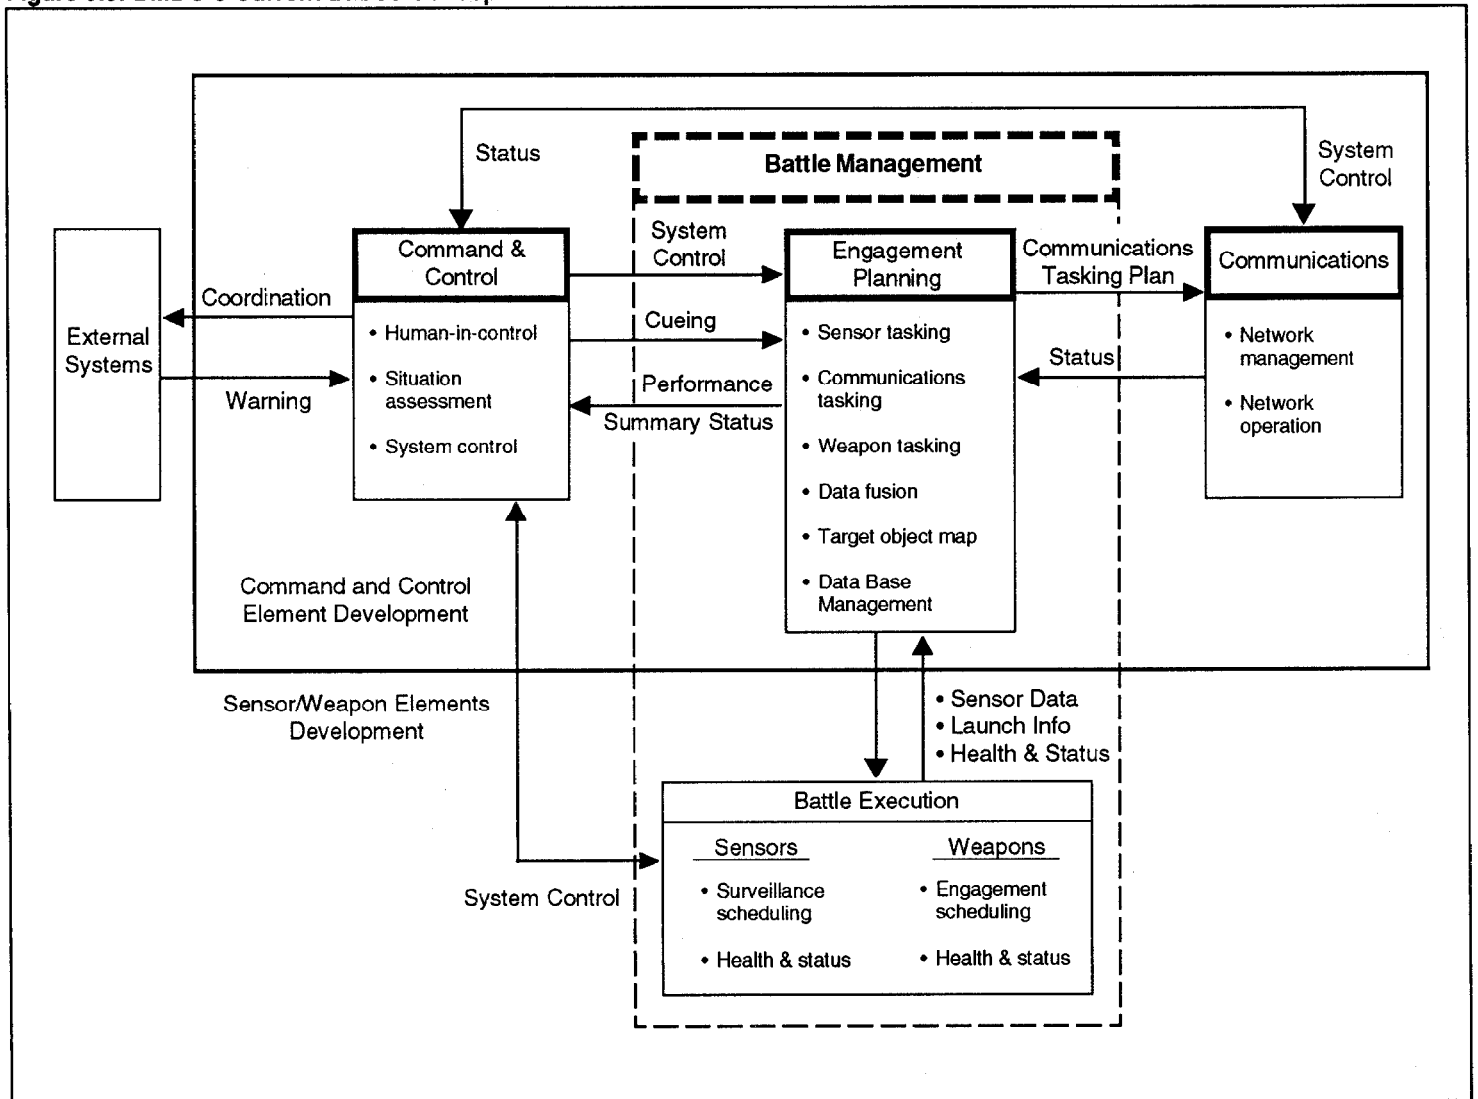 Status
Battle Management
System
Control
Command &
Control
System
Control
Engagement
Planning
Communications
Tasking Plan
Communications
External
Systems
Coordination
Warning
• Human-in-control
• Situation
assessment
• System control
Cueing
Performance
Summary Status
• Sensor tasking
• Communications
tasking
• Weapon tasking
• Data fusion
• Target object map
• Data Base
Management
Status
• Network
management
• Network
operation
Command and Control
Element Development
Sensor/Weapon Elements
Development
• Sensor Data
• Launch Info
• Health & Status
System Control
Battle Execution
Sensors
• Surveillance
scheduling
• Health & status
Weapons
• Engagement
scheduling
• Health & status